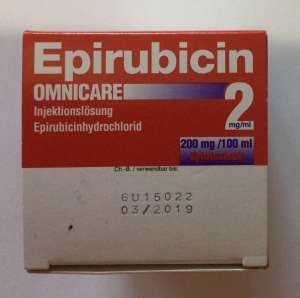 Epirubicin
OMNICARE
Injektionslösung
Epirubicinhydrochlorid
2
mg/ml
200 mg /100 ml
Ch.-B. / verwendbar bis:
6U15022
03/2019